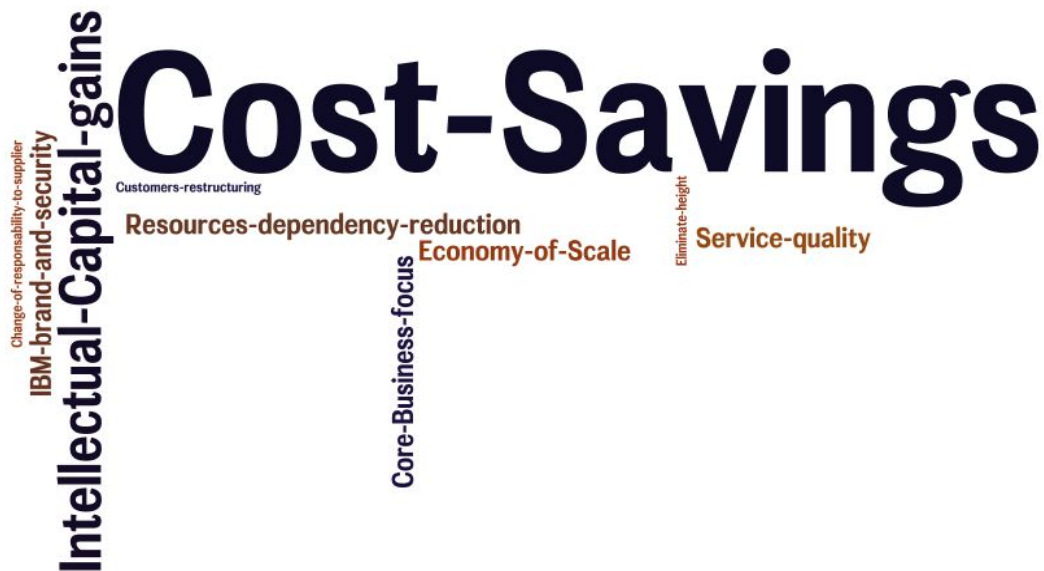 Cost-Savings
Intellectual-Capital-gains
IBM-brand-and-security
Change-of-responsability-to-supplier
Customers-restructuring
Resources-dependency-reduction
Economy-of-Scale
Core-Business-focus
Eliminate-height
Service-quality